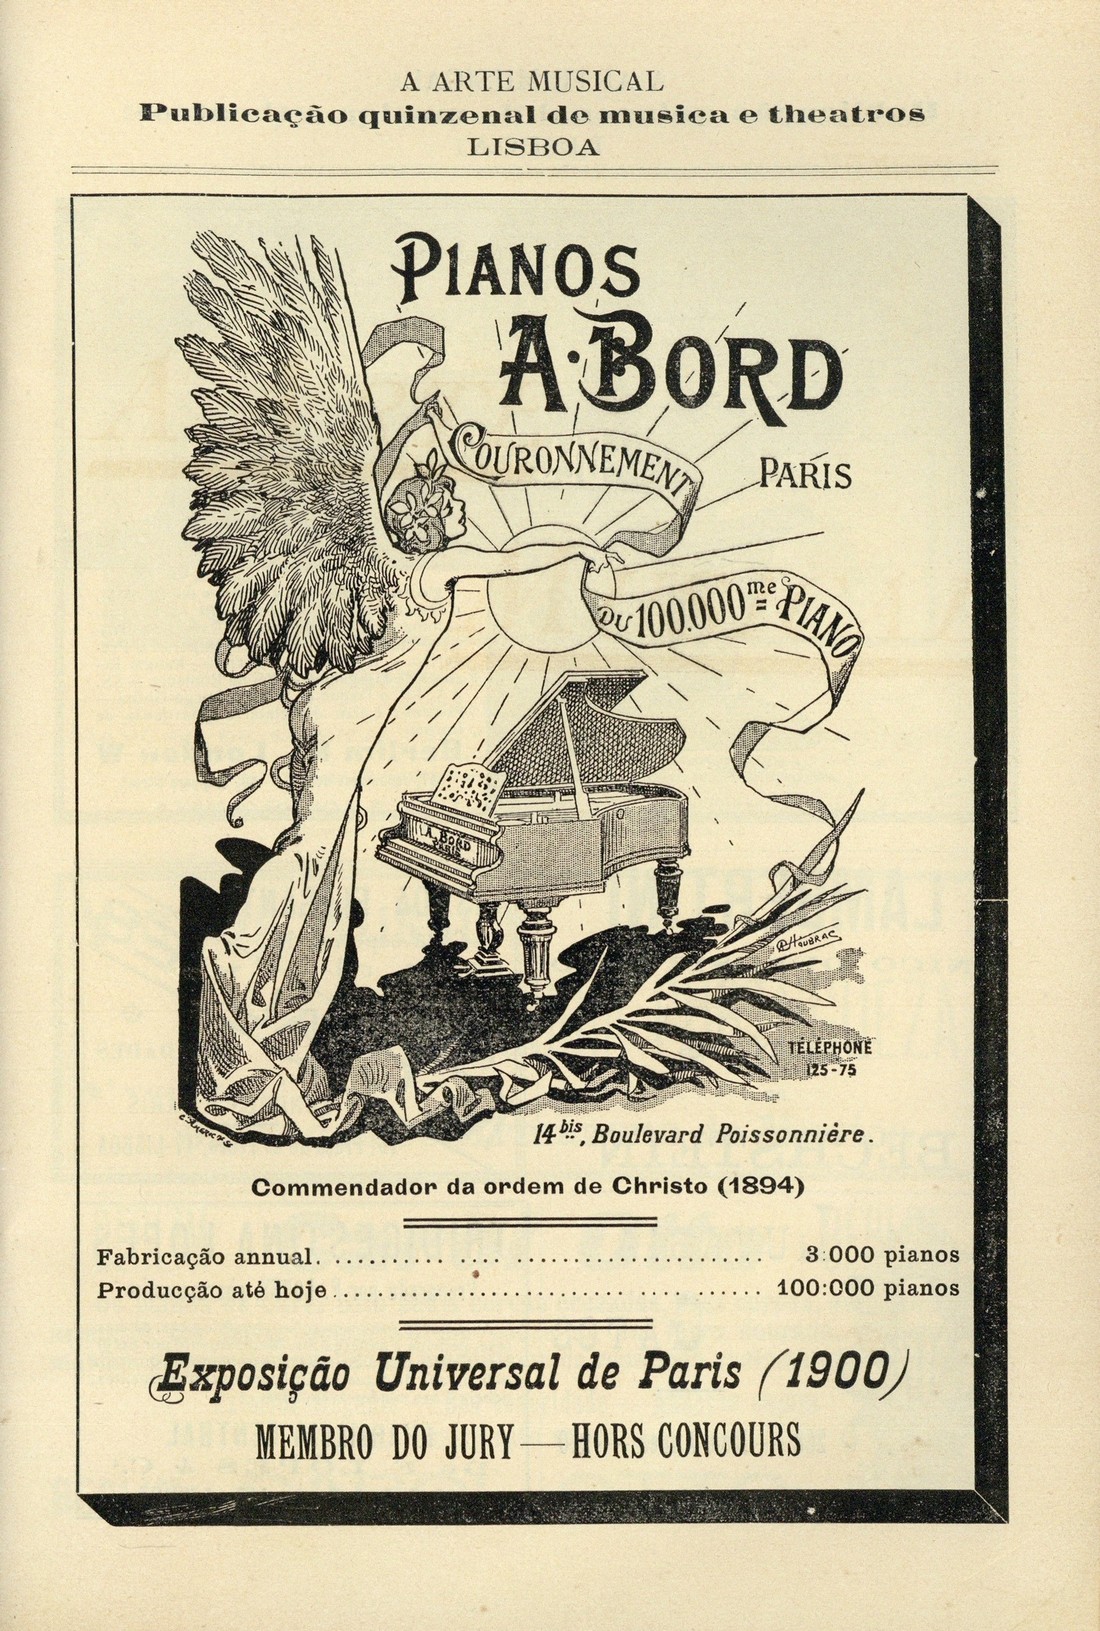 A ARTE MUSICAL
Publicação quinzenal de musica e theatros
LISBOA
PIANOS
A. BORD
COURONNEMENT
PARIS
DU 100.000me PIANO
A. BORD
PARIS
A Houbrac
TÉLÉPHONE
125-75
14bis, Boulevard Poissonnière.
Commendador da ordem de Christo (1894)
Fabricação annual. .......... .... ...................... 3:000 pianos
Producção até hoje ......................... .... ...... 100:000 pianos
Exposição Universal de Paris (1900)
MEMBRO DO JURY—HORS CONCOURS